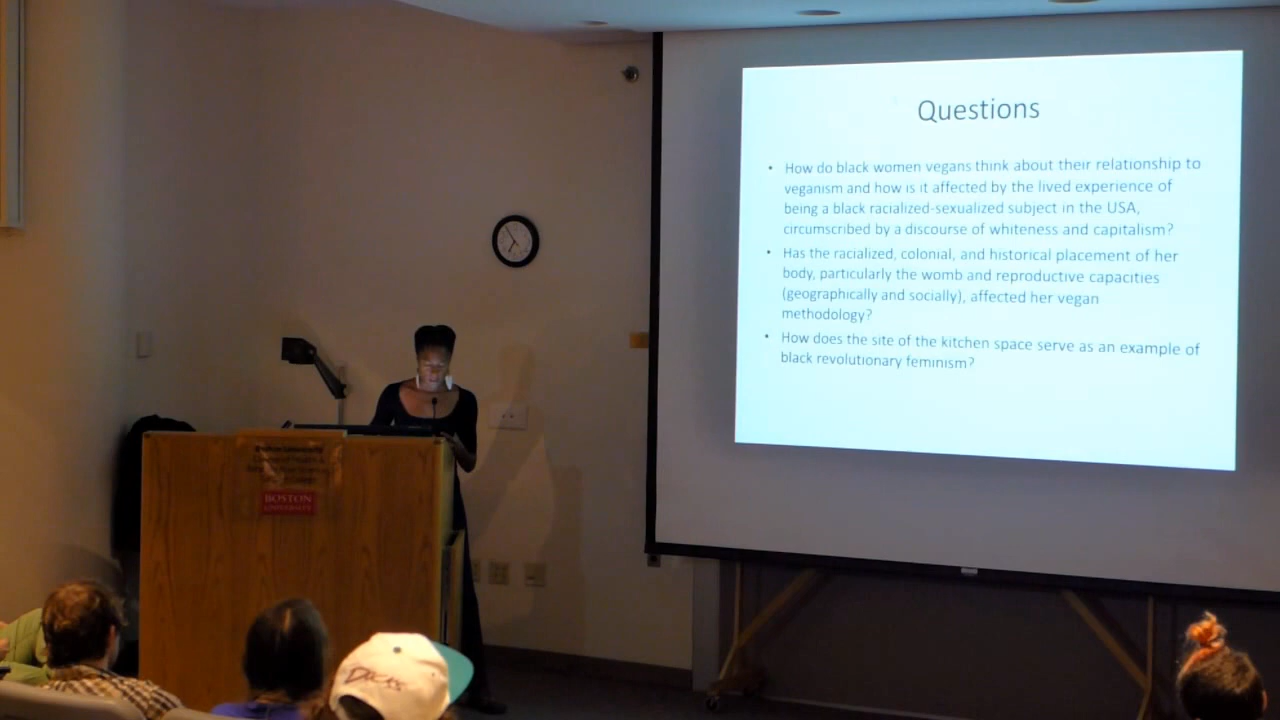 Questions
• How do black women vegans think about their relationship to
veganism and how is it affected by the lived experience of
being a black racialized-sexualized subject in the USA,
circumscribed by a discourse of whiteness and capitalism?
• Has the racialized, colonial, and historical placement of her
body, particularly the womb and reproductive capacities
(geographically and socially), affected her vegan
methodology?
• How does the site of the kitchen space serve as an example of
black revolutionary feminism?
BOSTON
UNIVERSITY
Ducks